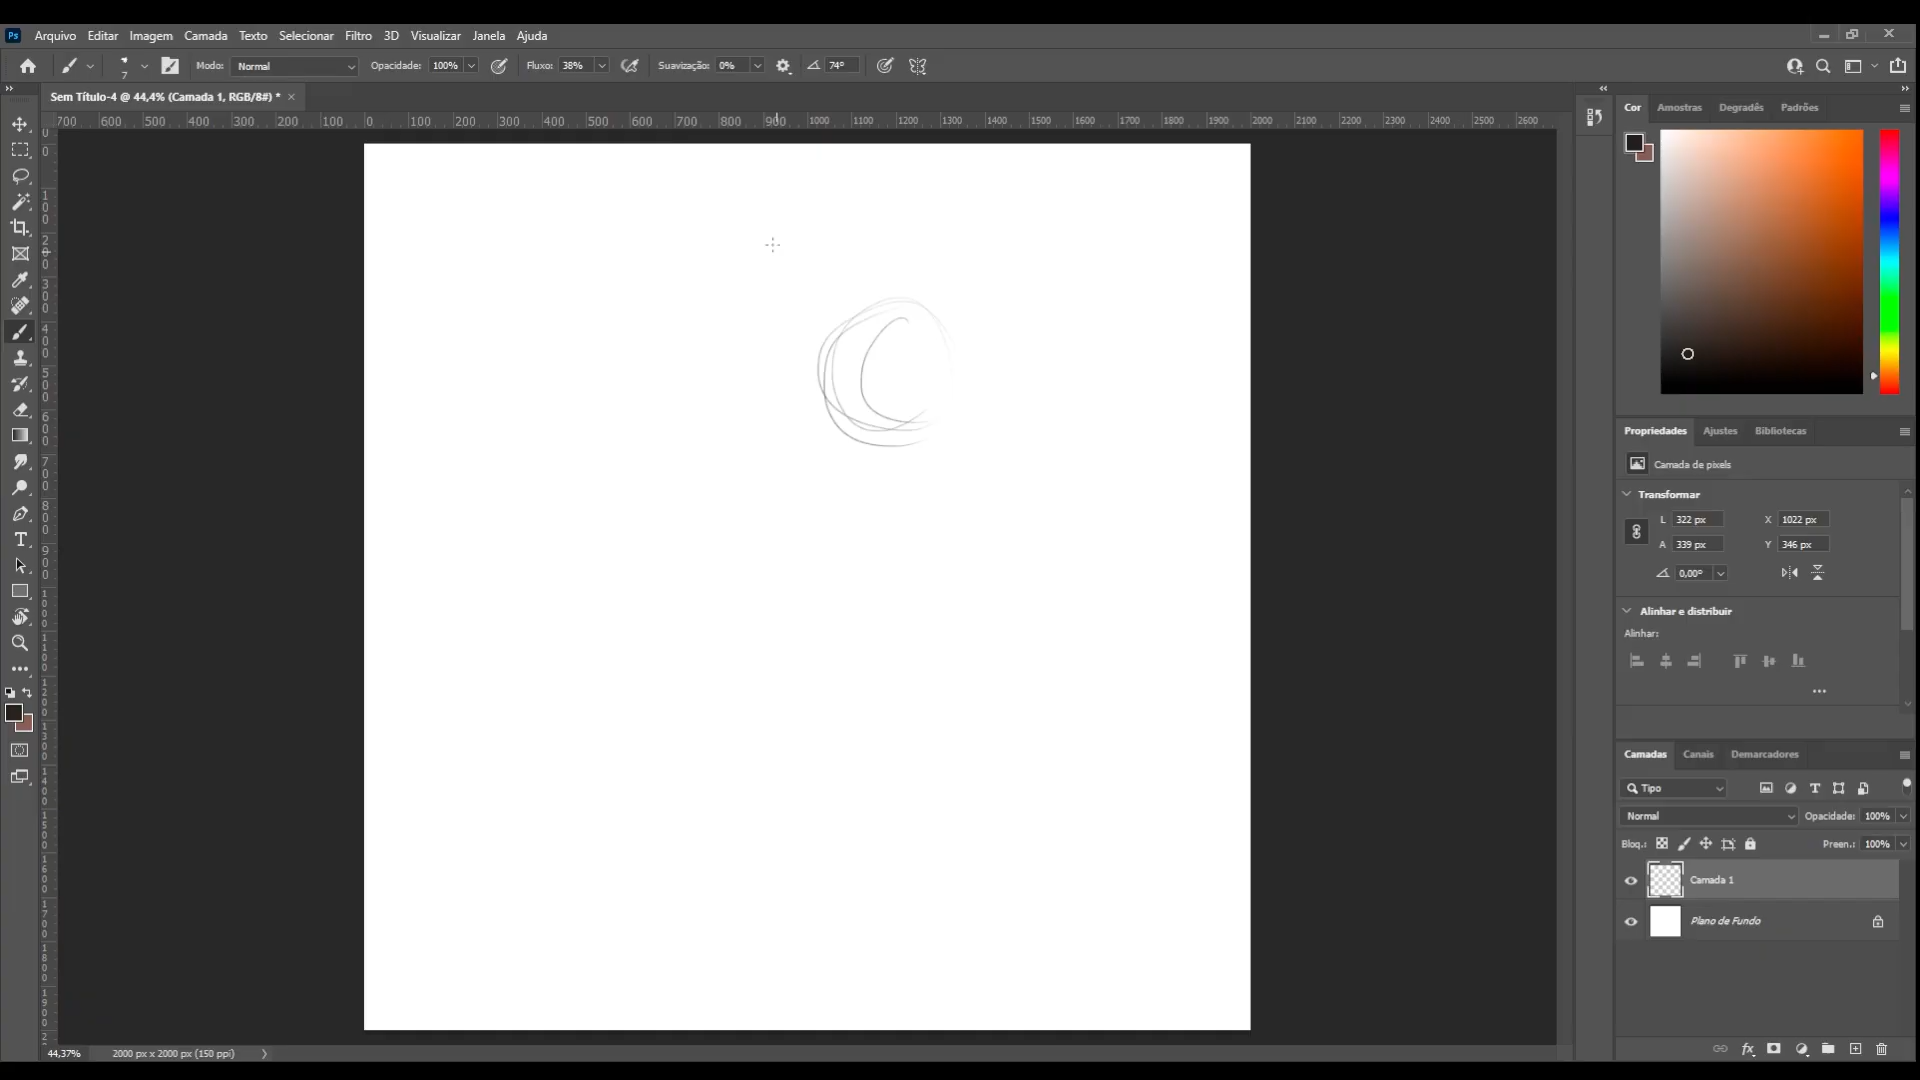 Ps Arquivo Editar Imagem Camada Texto Selecionar Filtro 3D Visualizar Janela Ajuda
7 Modo: Normal Opacidade: 100% Fluxo: 38% Suavização: 0% 74°
Sem Título-4 @ 44,4% (Camada 1, RGB/8#) * ×
700 600 500 400 300 200 100 0 100 200 300 400 500 600 700 800 900 1000 1100 1200 1300 1400 1500 1600 1700 1800 1900 2000 2100 2200 2300 2400 2500 2600
Cor Amostras Degradês Padrões
Propriedades Ajustes Bibliotecas
Camada de pixels
Transformar
L 322 px X 1022 px
A 339 px Y 346 px
0,00°
Alinhar e distribuir
Alinhar:
Camadas Canais Demarcadores
Tipo
Normal Opacidade: 100%
Bloq.: Preen.: 100%
Camada 1
Plano de Fundo
fx
44,37% 2000 px x 2000 px (150 ppi)